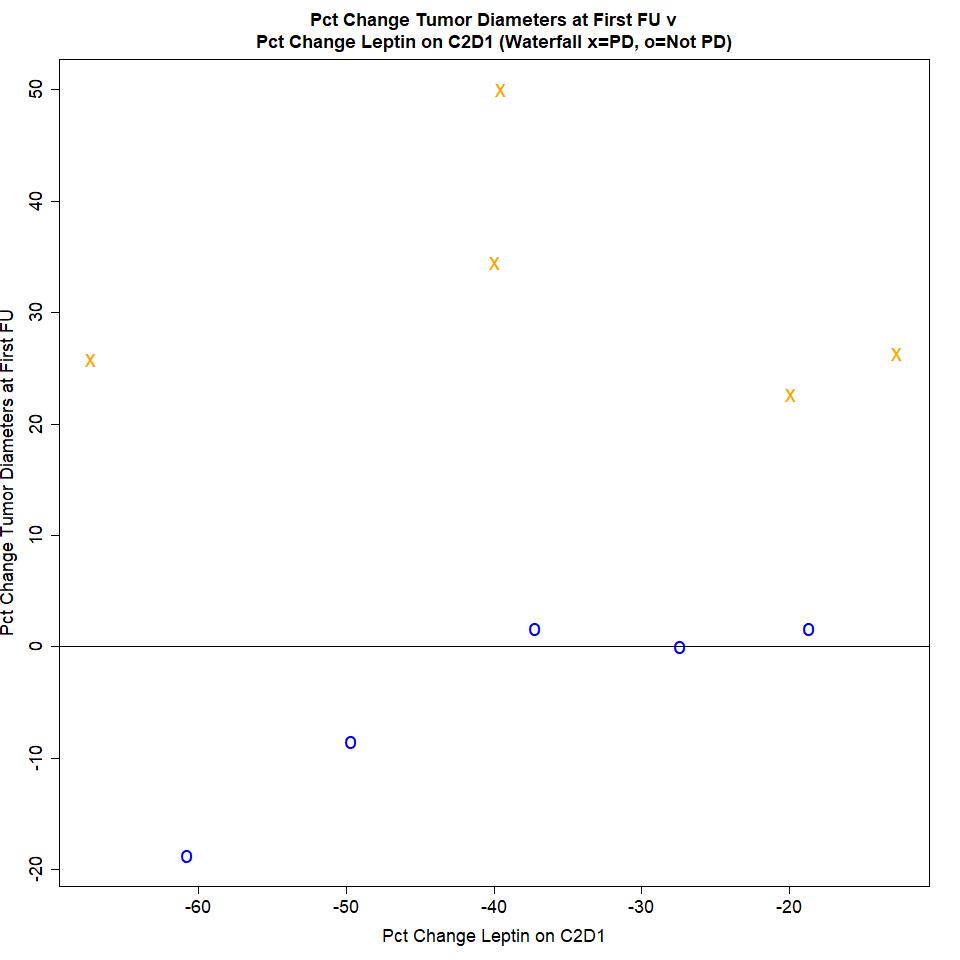 Pct Change Tumor Diameters at First FU v
Pct Change Leptin on C2D1 (Waterfall x=PD, o=Not PD)
Pct Change Tumor Diameters at First FU
50
40
30
20
10
0
-10
-20
X
X
X
X
X
O
O
O
O
O
-60 -50 -40 -30 -20
Pct Change Leptin on C2D1